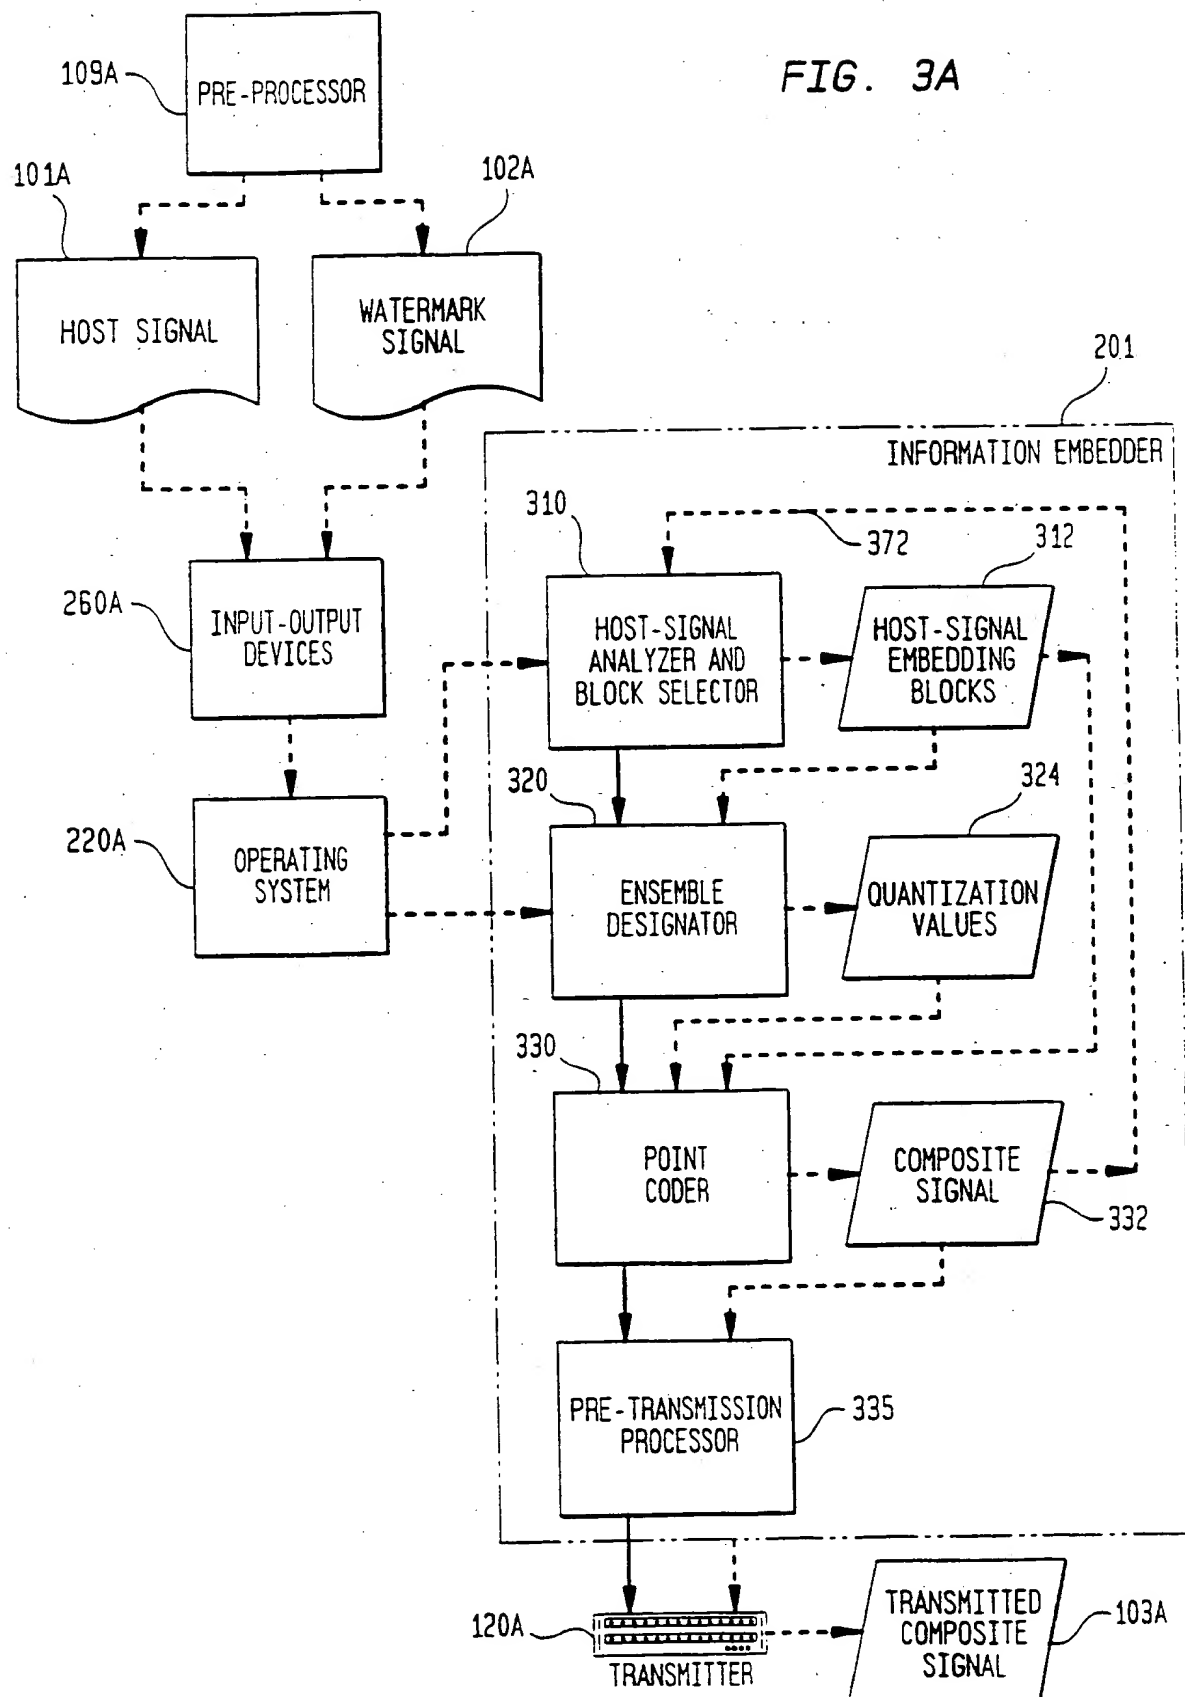 FIG. 3A
109A
PRE-PROCESSOR
101A
102A
HOST SIGNAL
WATERMARK
SIGNAL
201
INFORMATION EMBEDDER
310
372
312
260A
INPUT-OUTPUT
DEVICES
HOST-SIGNAL
ANALYZER AND
BLOCK SELECTOR
HOST-SIGNAL
EMBEDDING
BLOCKS
320
324
220A
OPERATING
SYSTEM
ENSEMBLE
DESIGNATOR
QUANTIZATION
VALUES
330
POINT
CODER
COMPOSITE
SIGNAL
332
PRE-TRANSMISSION
PROCESSOR
335
120A
TRANSMITTER
TRANSMITTED
COMPOSITE
SIGNAL
103A